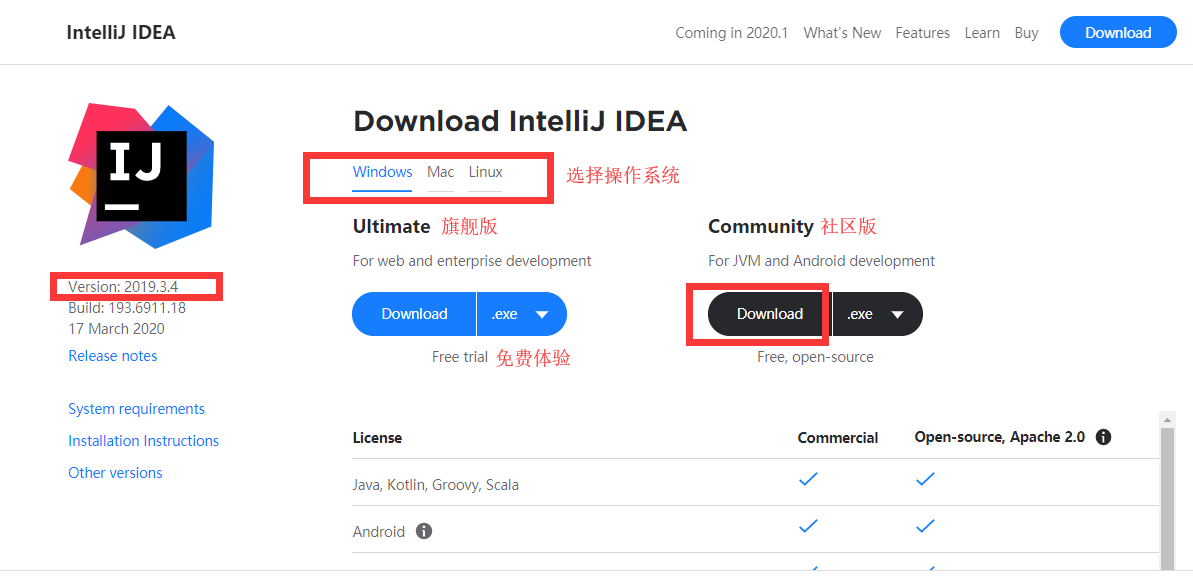 IntelliJ IDEA
Coming in 2020.1 What's New Features Learn Buy Download
IJ
Download IntelliJ IDEA
Windows Mac Linux 选择操作系统
Ultimate 旗舰版
For web and enterprise development
Download .exe
Free trial 免费体验
Community 社区版
For JVM and Android development
Download .exe
Free, open-source
Version: 2019.3.4
Build: 193.6911.18
17 March 2020
Release notes
System requirements
Installation Instructions
Other versions
License Commercial Open-source, Apache 2.0
Java, Kotlin, Groovy, Scala
Android